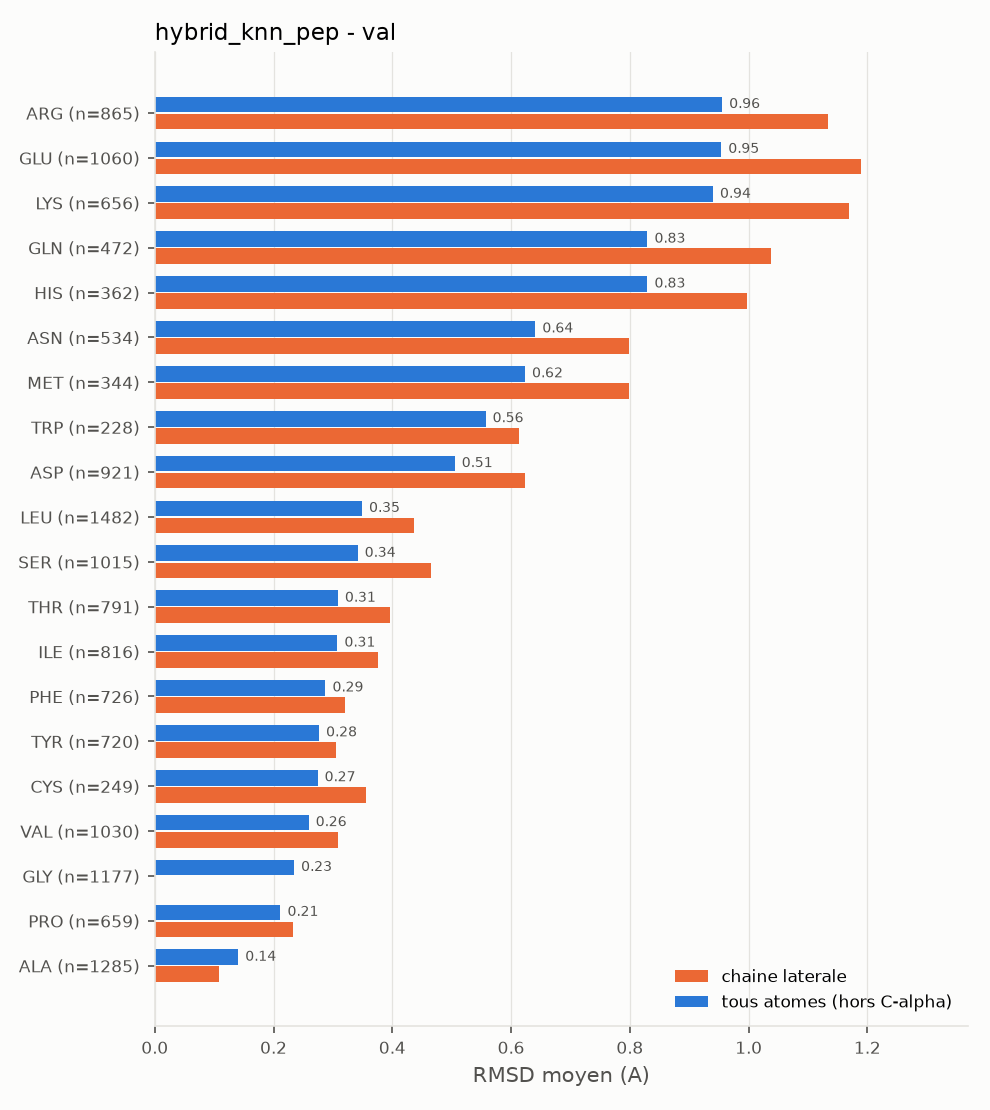 hybrid_knn_pep - val
ARG (n=865)
0.96
GLU (n=1060)
0.95
LYS (n=656)
0.94
GLN (n=472)
0.83
HIS (n=362)
0.83
ASN (n=534)
0.64
MET (n=344)
0.62
TRP (n=228)
0.56
ASP (n=921)
0.51
LEU (n=1482)
0.35
SER (n=1015)
0.34
THR (n=791)
0.31
ILE (n=816)
0.31
PHE (n=726)
0.29
TYR (n=720)
0.28
CYS (n=249)
0.27
VAL (n=1030)
0.26
GLY (n=1177)
0.23
PRO (n=659)
0.21
ALA (n=1285)
0.14
chaine laterale
tous atomes (hors C-alpha)
0.0 0.2 0.4 0.6 0.8 1.0 1.2
RMSD moyen (A)